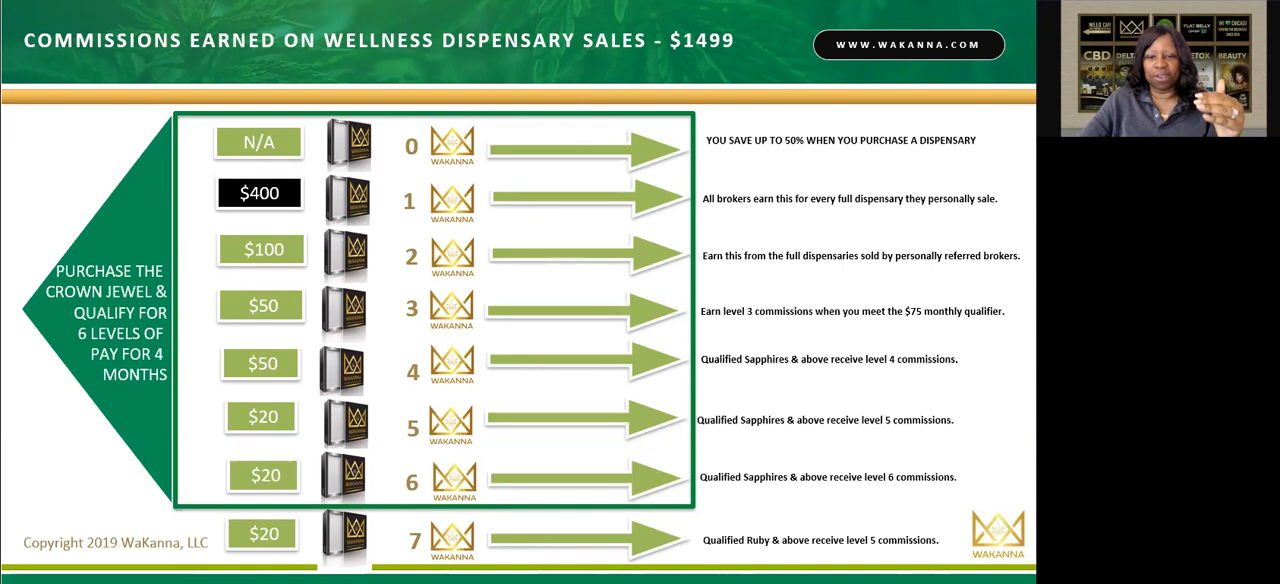 COMMISSIONS EARNED ON WELLNESS DISPENSARY SALES - $1499
WWW.WAKANNA.COM
PURCHASE THE
CROWN JEWEL &
QUALIFY FOR
6 LEVELS OF
PAY FOR 4
MONTHS
N/A
0
WAKANNA
YOU SAVE UP TO 50% WHEN YOU PURCHASE A DISPENSARY
$400
1
WAKANNA
All brokers earn this for every full dispensary they personally sale.
$100
2
WAKANNA
Earn this from the full dispensaries sold by personally referred brokers.
$50
3
WAKANNA
Earn level 3 commissions when you meet the $75 monthly qualifier.
$50
4
WAKANNA
Qualified Sapphires & above receive level 4 commissions.
$20
5
WAKANNA
Qualified Sapphires & above receive level 5 commissions.
$20
6
WAKANNA
Qualified Sapphires & above receive level 6 commissions.
$20
7
WAKANNA
Qualified Ruby & above receive level 5 commissions.
Copyright 2019 WaKanna, LLC
WAKANNA
FLAT BELLY
CBD
BEAUTY